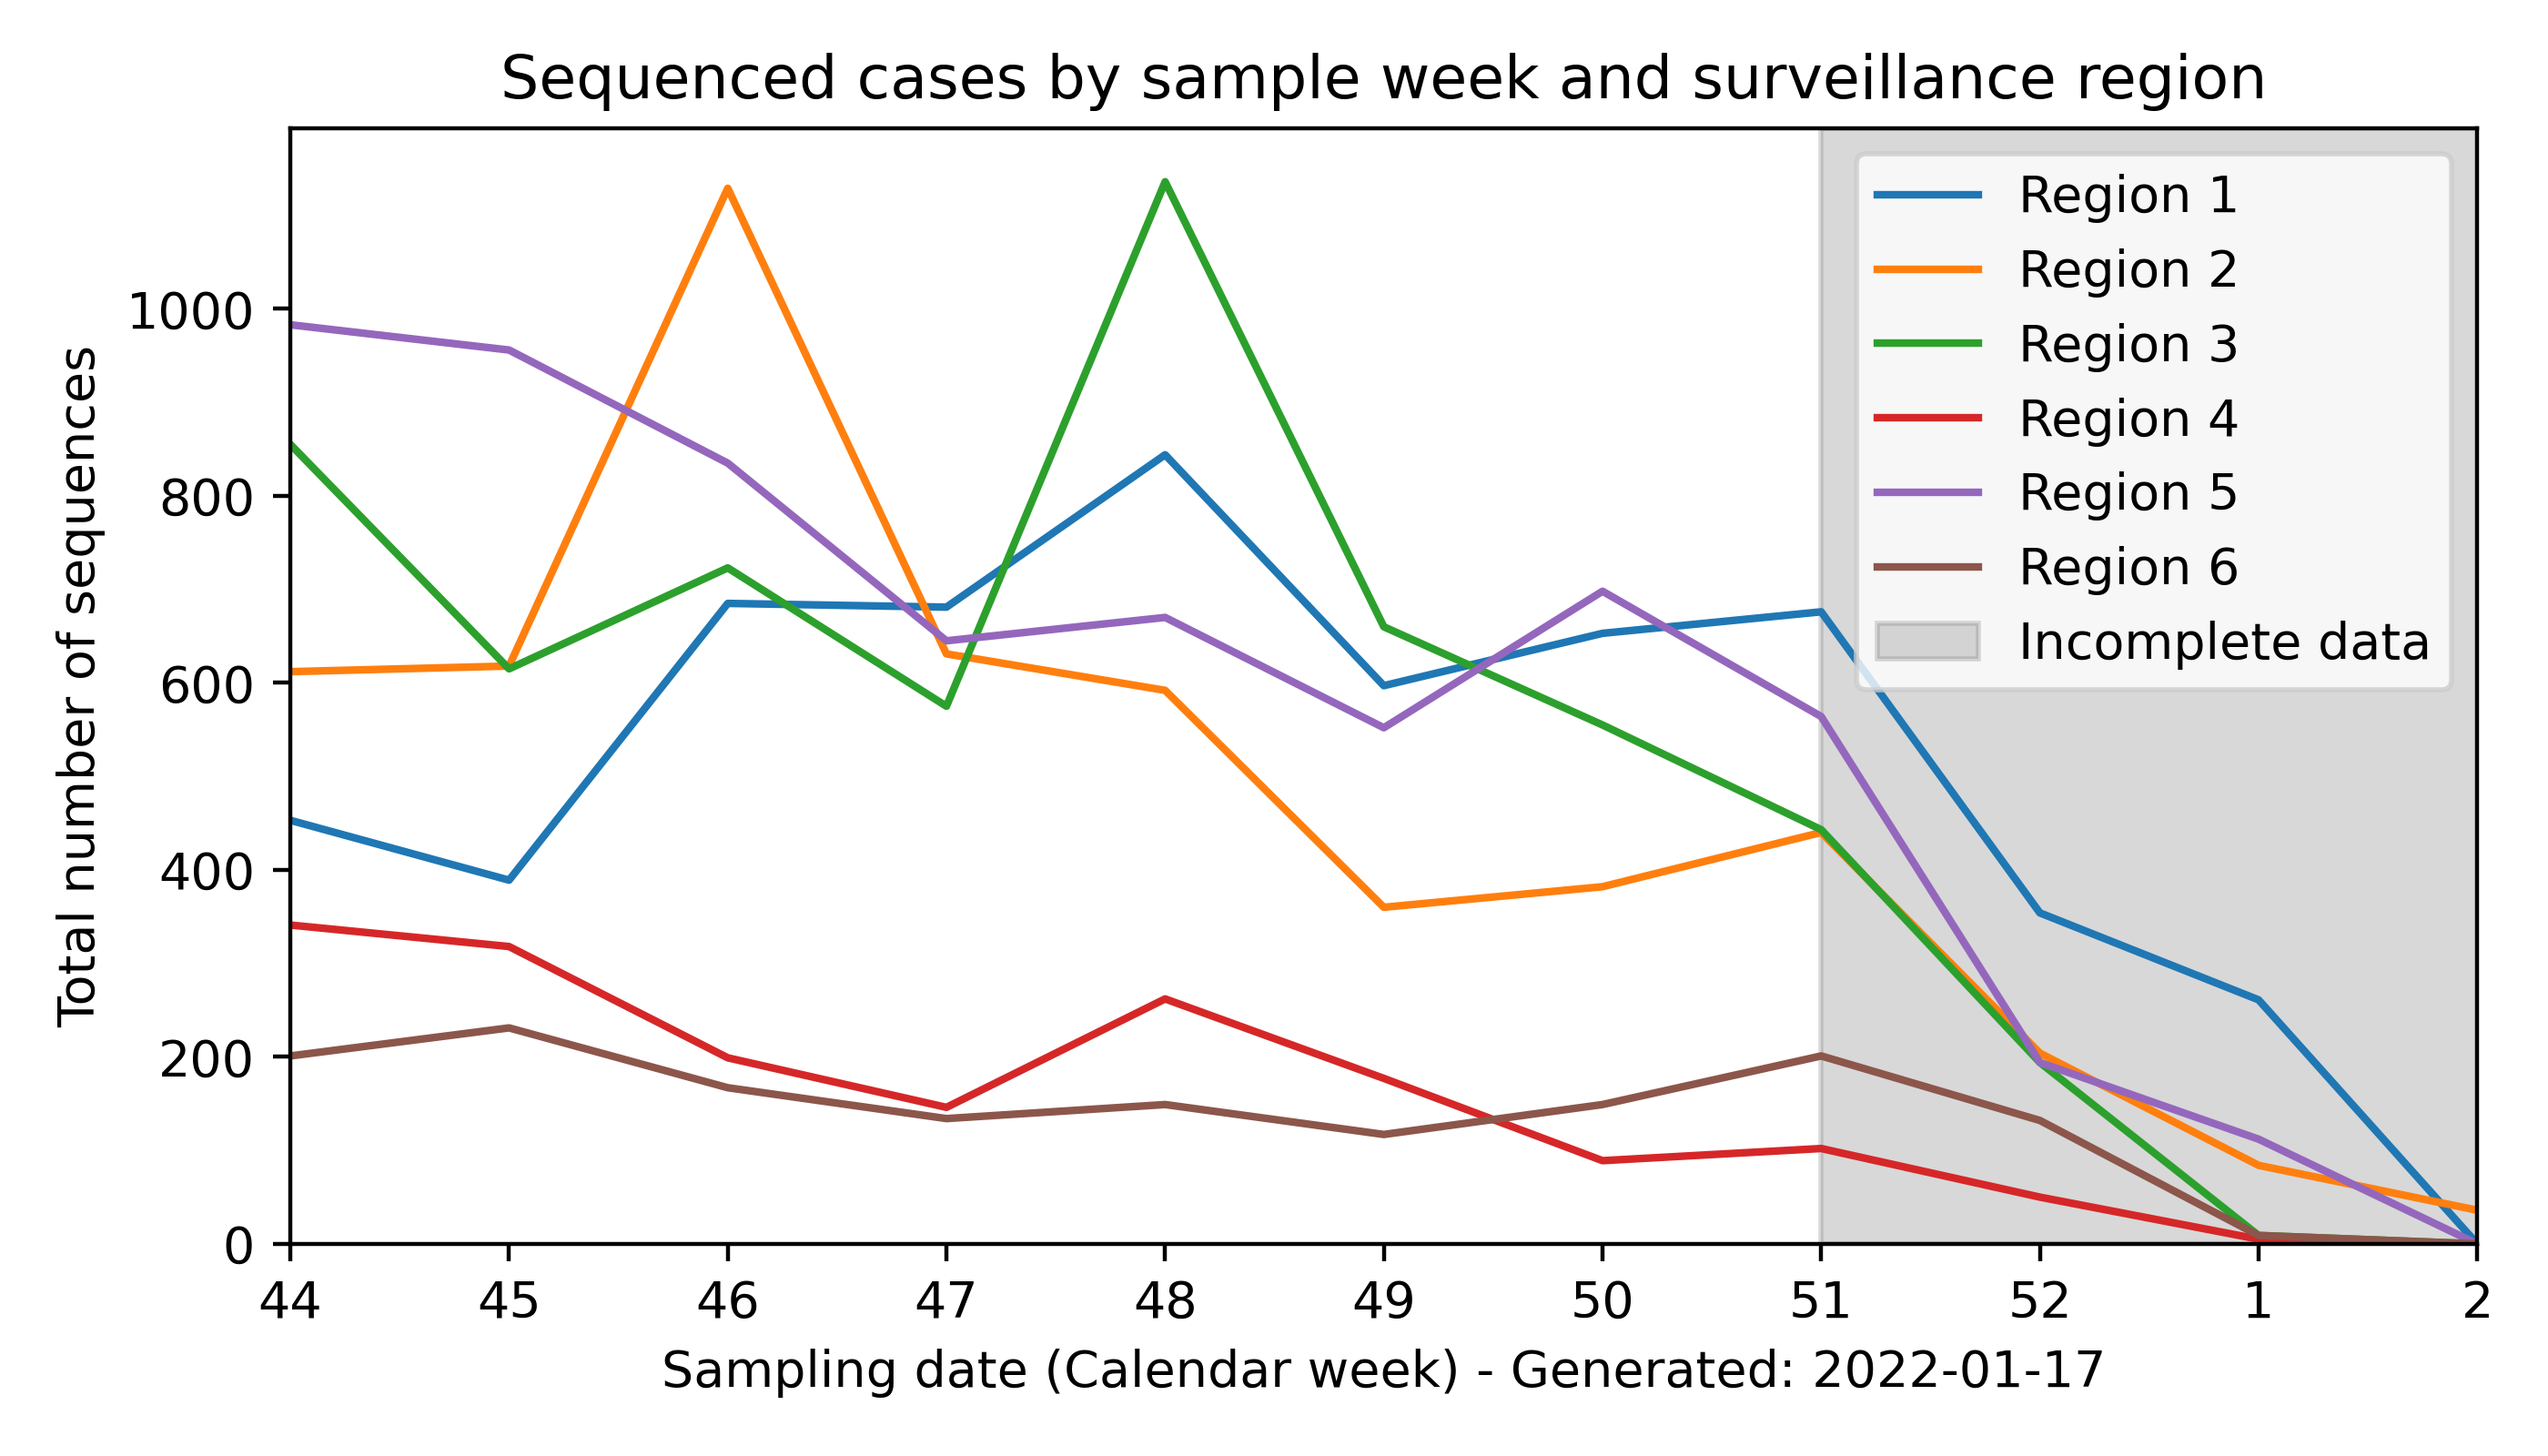 Sequenced cases by sample week and surveillance region
Total number of sequences
1000
800
600
400
200
0
44 45 46 47 48 49 50 51 52 1 2
Sampling date (Calendar week) - Generated: 2022-01-17
Region 1
Region 2
Region 3
Region 4
Region 5
Region 6
Incomplete data